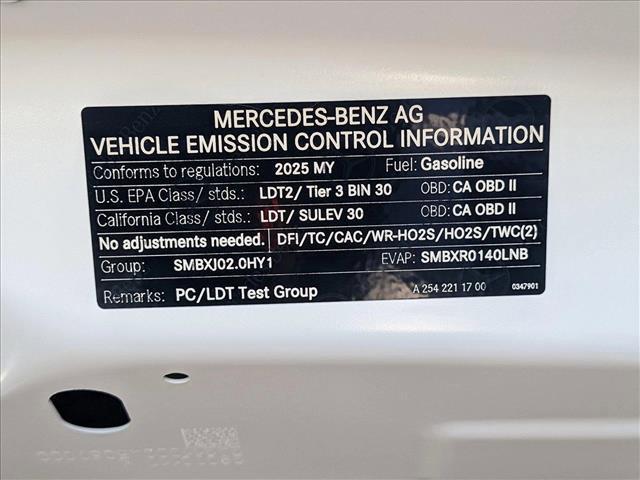 MERCEDES-BENZ AG
VEHICLE EMISSION CONTROL INFORMATION
Conforms to regulations: 2025 MY Fuel: Gasoline
U.S. EPA Class/ stds.: LDT2/ Tier 3 BIN 30 OBD: CA OBD II
California Class/ stds.: LDT/ SULEV 30 OBD: CA OBD II
No adjustments needed. DFI/TC/CAC/WR-HO2S/HO2S/TWC(2)
Group: SMBXJ02.0HY1 EVAP: SMBXR0140LNB
Remarks: PC/LDT Test Group A 254 221 17 00 0347901